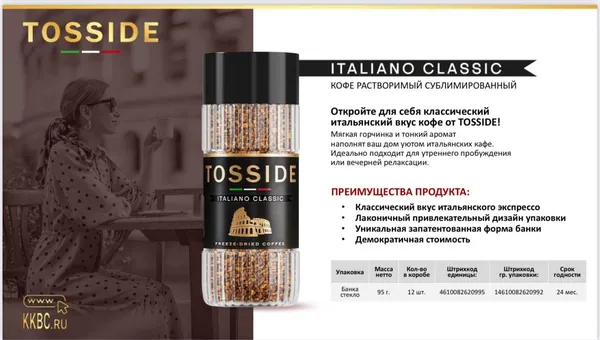 TOSSIDE
ITALIANO CLASSIC
КОФЕ РАСТВОРИМЫЙ СУБЛИМИРОВАННЫЙ
Откройте для себя классический
итальянский вкус кофе от TOSSIDE!
Мягкая горчинка и тонкий аромат
наполнят ваш дом уютом итальянских кафе.
Идеально подходит для утреннего пробуждения
или вечерней релаксации.
TOSSIDE
ITALIANO CLASSIC
FREEZE-DRIED COFFEE
ПРЕИМУЩЕСТВА ПРОДУКТА:
• Классический вкус итальянского экспрессо
• Лаконичный привлекательный дизайн упаковки
• Уникальная запатентованная форма банки
• Демократичная стоимость
Упаковка Масса нетто Кол-во в коробе Штрихкод единицы: Штрихкод гр. упаковки: Срок годности
Банка стекло 95 г. 12 шт. 4610082620995 14610082620992 24 мес.
www.
KKBC.RU